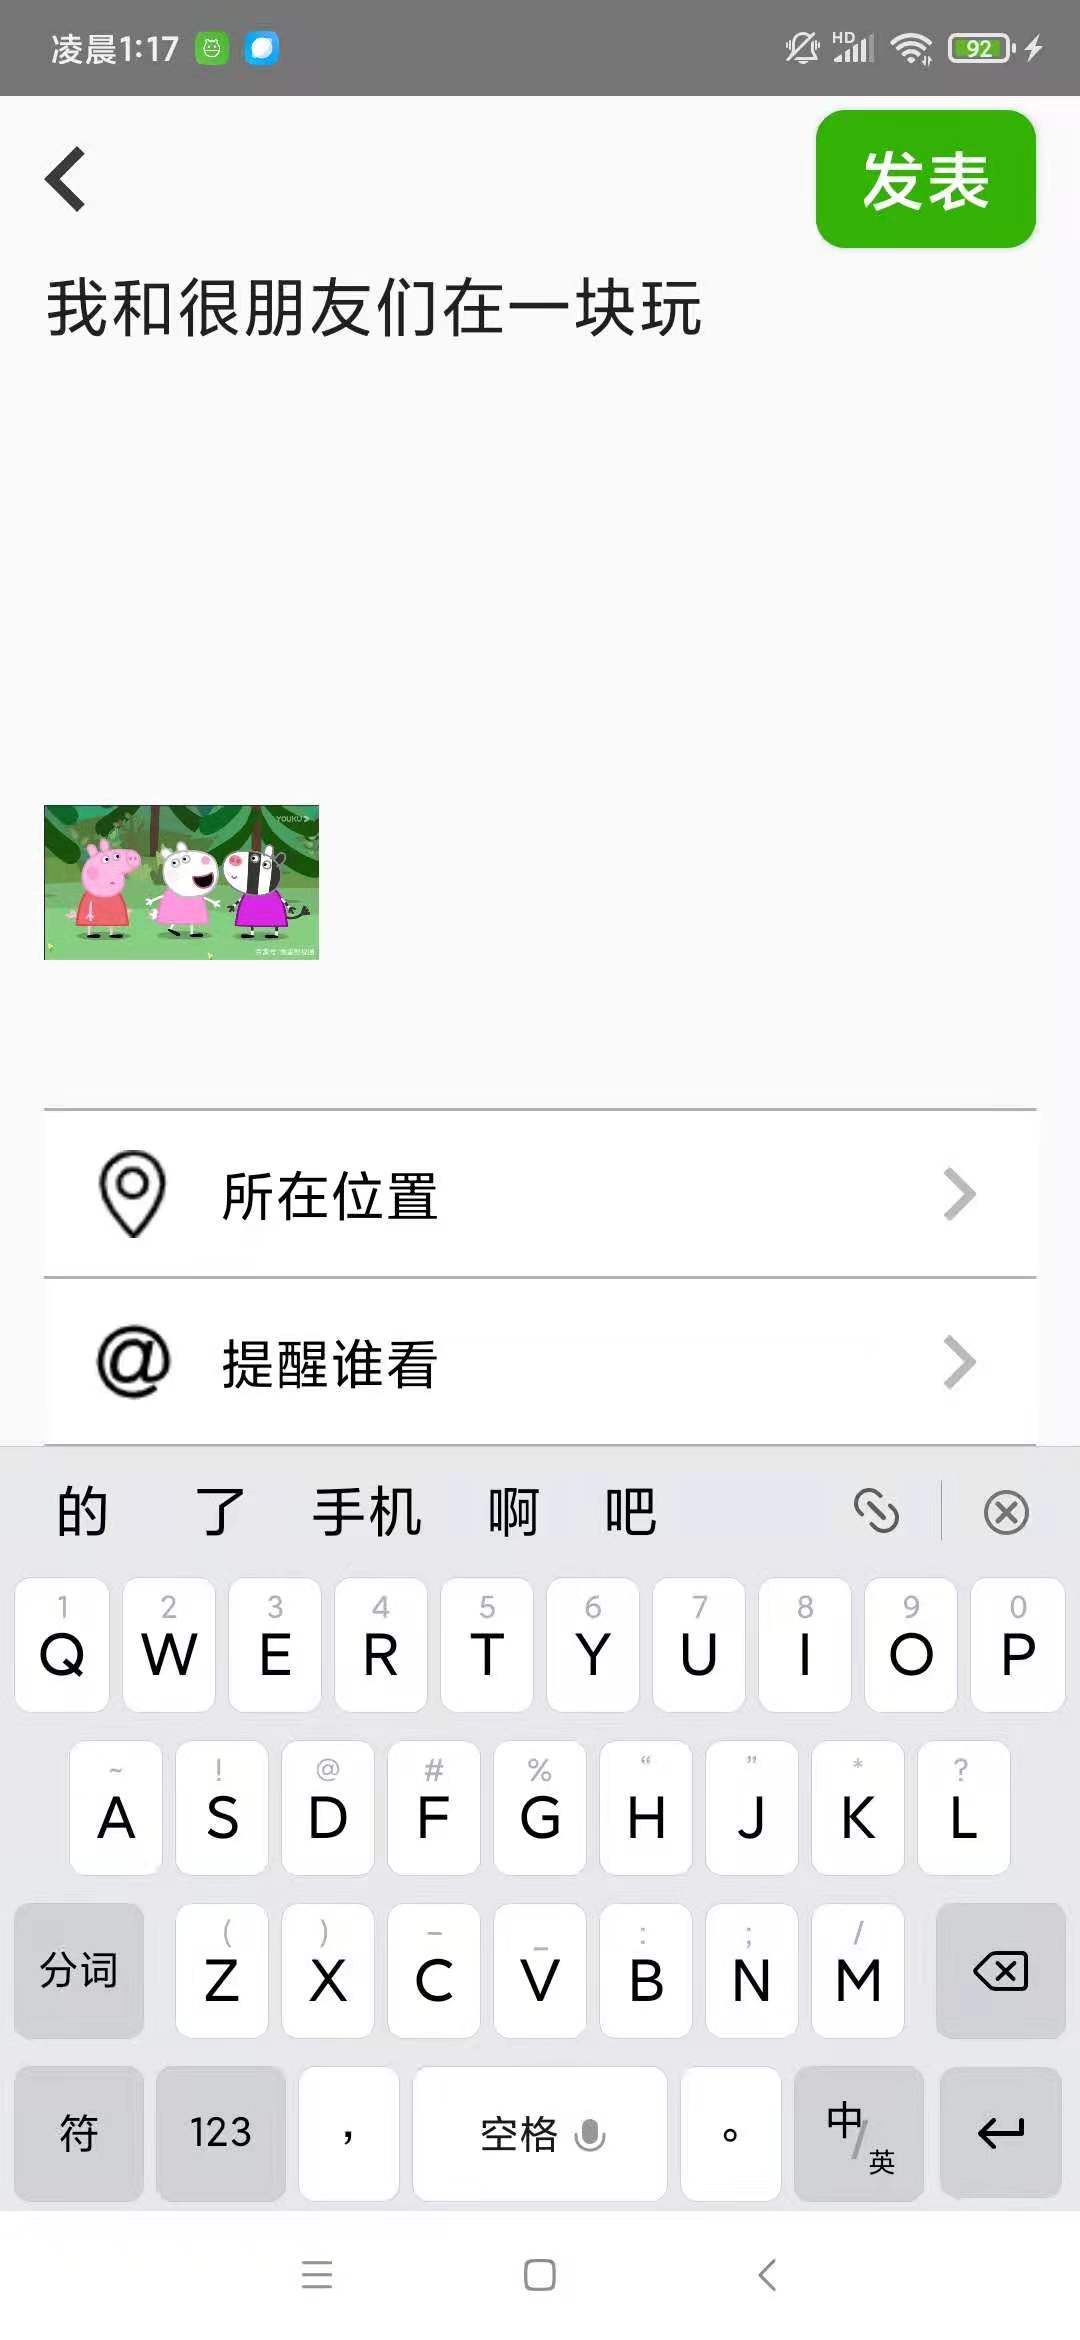 凌晨1:17
HD
92
发表
我和很朋友们在一块玩
YOUKU
所在位置
@ 提醒谁看
的 了 手机 啊 吧
1 2 3 4 5 6 7 8 9 0
Q W E R T Y U I O P
~ ! @ # % “ ” * ?
A S D F G H J K L
( ) – _ : ; /
分词 Z X C V B N M
符 123 ， 空格 。 中/英